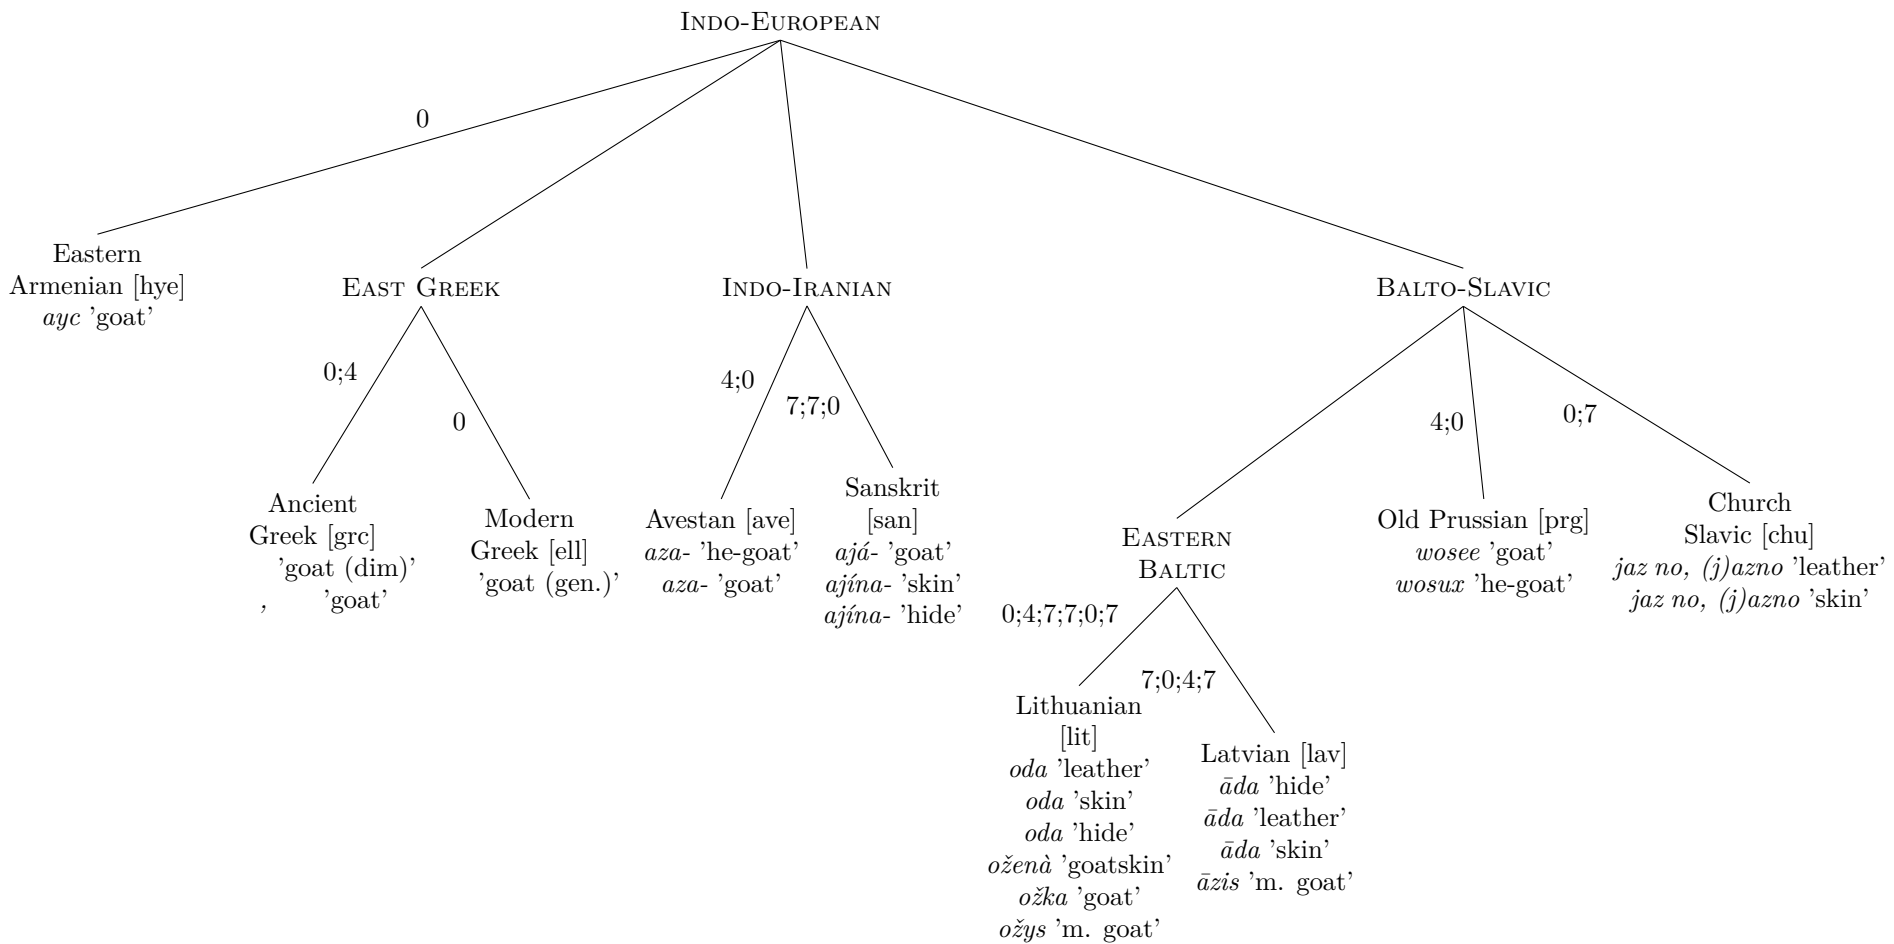 INDO-EUROPEAN
0
Eastern
Armenian [hye]
ayc 'goat'
EAST GREEK
INDO-IRANIAN
BALTO-SLAVIC
0;4
0
4;0
7;7;0
4;0
0;7
Ancient
Greek [grc]
'goat (dim)'
, 'goat'
Modern
Greek [ell]
'goat (gen.)'
Avestan [ave]
aza- 'he-goat'
aza- 'goat'
Sanskrit
[san]
ajá- 'goat'
ajína- 'skin'
ajína- 'hide'
EASTERN
BALTIC
Old Prussian [prg]
wosee 'goat'
wosux 'he-goat'
Church
Slavic [chu]
jaz no, (j)azno 'leather'
jaz no, (j)azno 'skin'
0;4;7;7;0;7
7;0;4;7
Lithuanian
[lit]
oda 'leather'
oda 'skin'
oda 'hide'
oženà 'goatskin'
ožka 'goat'
ožys 'm. goat'
Latvian [lav]
āda 'hide'
āda 'leather'
āda 'skin'
āzis 'm. goat'